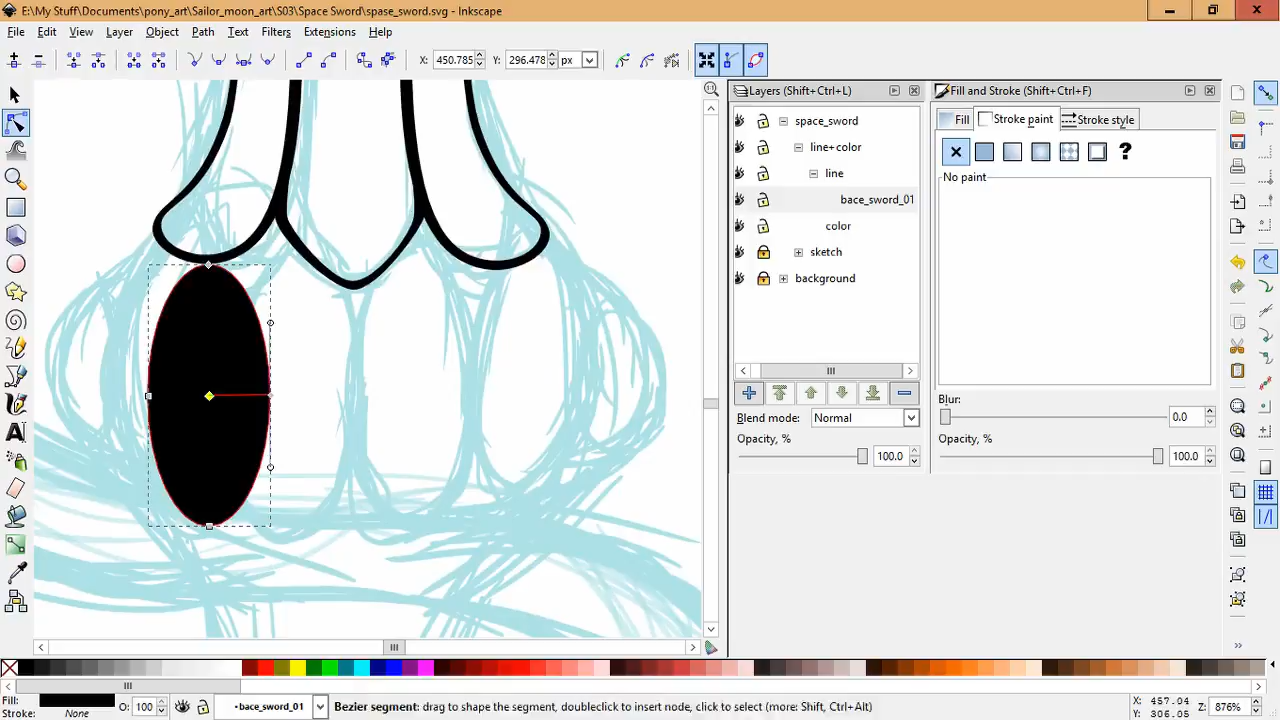 E:\My Stuff\Documents\pony_art\Sailor_moon_art\S03\Space Sword\spase_sword.svg - Inkscape
File Edit View Layer Object Path Text Filters Extensions Help
X: 450.785 Y: 296.478 px
Layers (Shift+Ctrl+L)
Fill and Stroke (Shift+Ctrl+F)
Fill Stroke paint Stroke style
space_sword
line+color
line
bace_sword_01
color
sketch
background
?
No paint
Blur:
0.0
Blend mode: Normal
Opacity, %
100.0
Opacity, %
100.0
Fill:
Stroke: None
O: 100
•bace_sword_01
Bezier segment: drag to shape the segment, doubleclick to insert node, click to select (more: Shift, Ctrl+Alt)
X: 457.04
Y: 306.05
Z: 876%